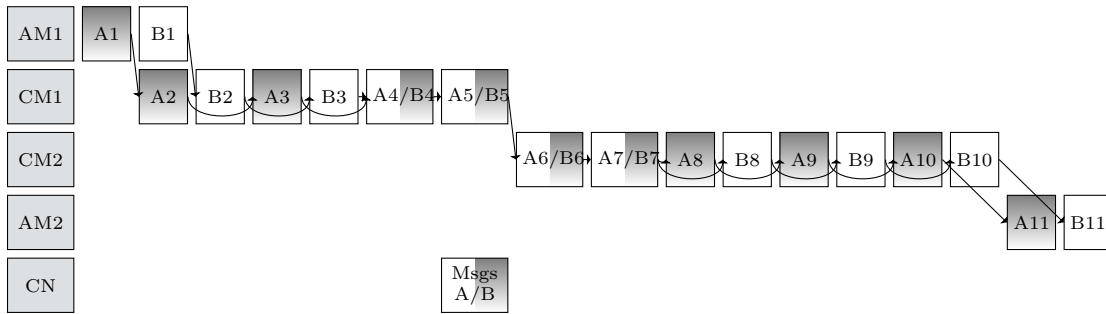 AM1 A1 B1
CM1 A2 B2 A3 B3 A4/B4 A5/B5
CM2 A6/B6 A7/B7 A8 B8 A9 B9 A10 B10
AM2 A11 B11
CN Msgs
A/B